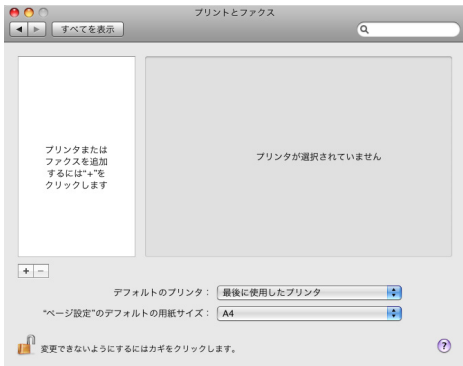 プリントとファクス
すべてを表示
プリンタまたは
ファクスを追加
するには“+”を
クリックします
プリンタが選択されていません
+ −
デフォルトのプリンタ： 最後に使用したプリンタ
“ページ設定”のデフォルトの用紙サイズ： A4
変更できないようにするにはカギをクリックします。
?